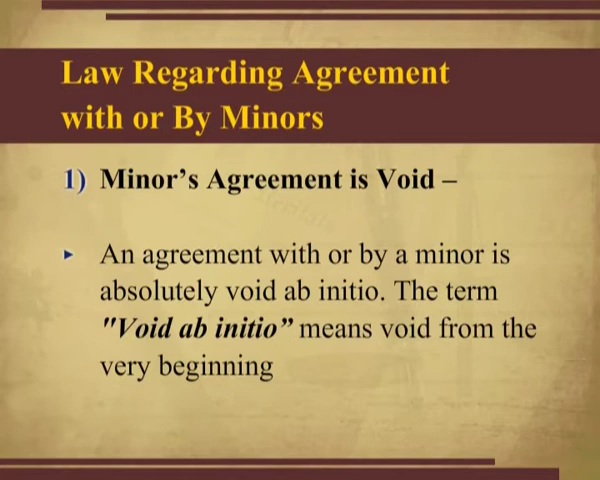 Law Regarding Agreement
with or By Minors
1) Minor’s Agreement is Void –
► An agreement with or by a minor is
absolutely void ab initio. The term
"Void ab initio” means void from the
very beginning